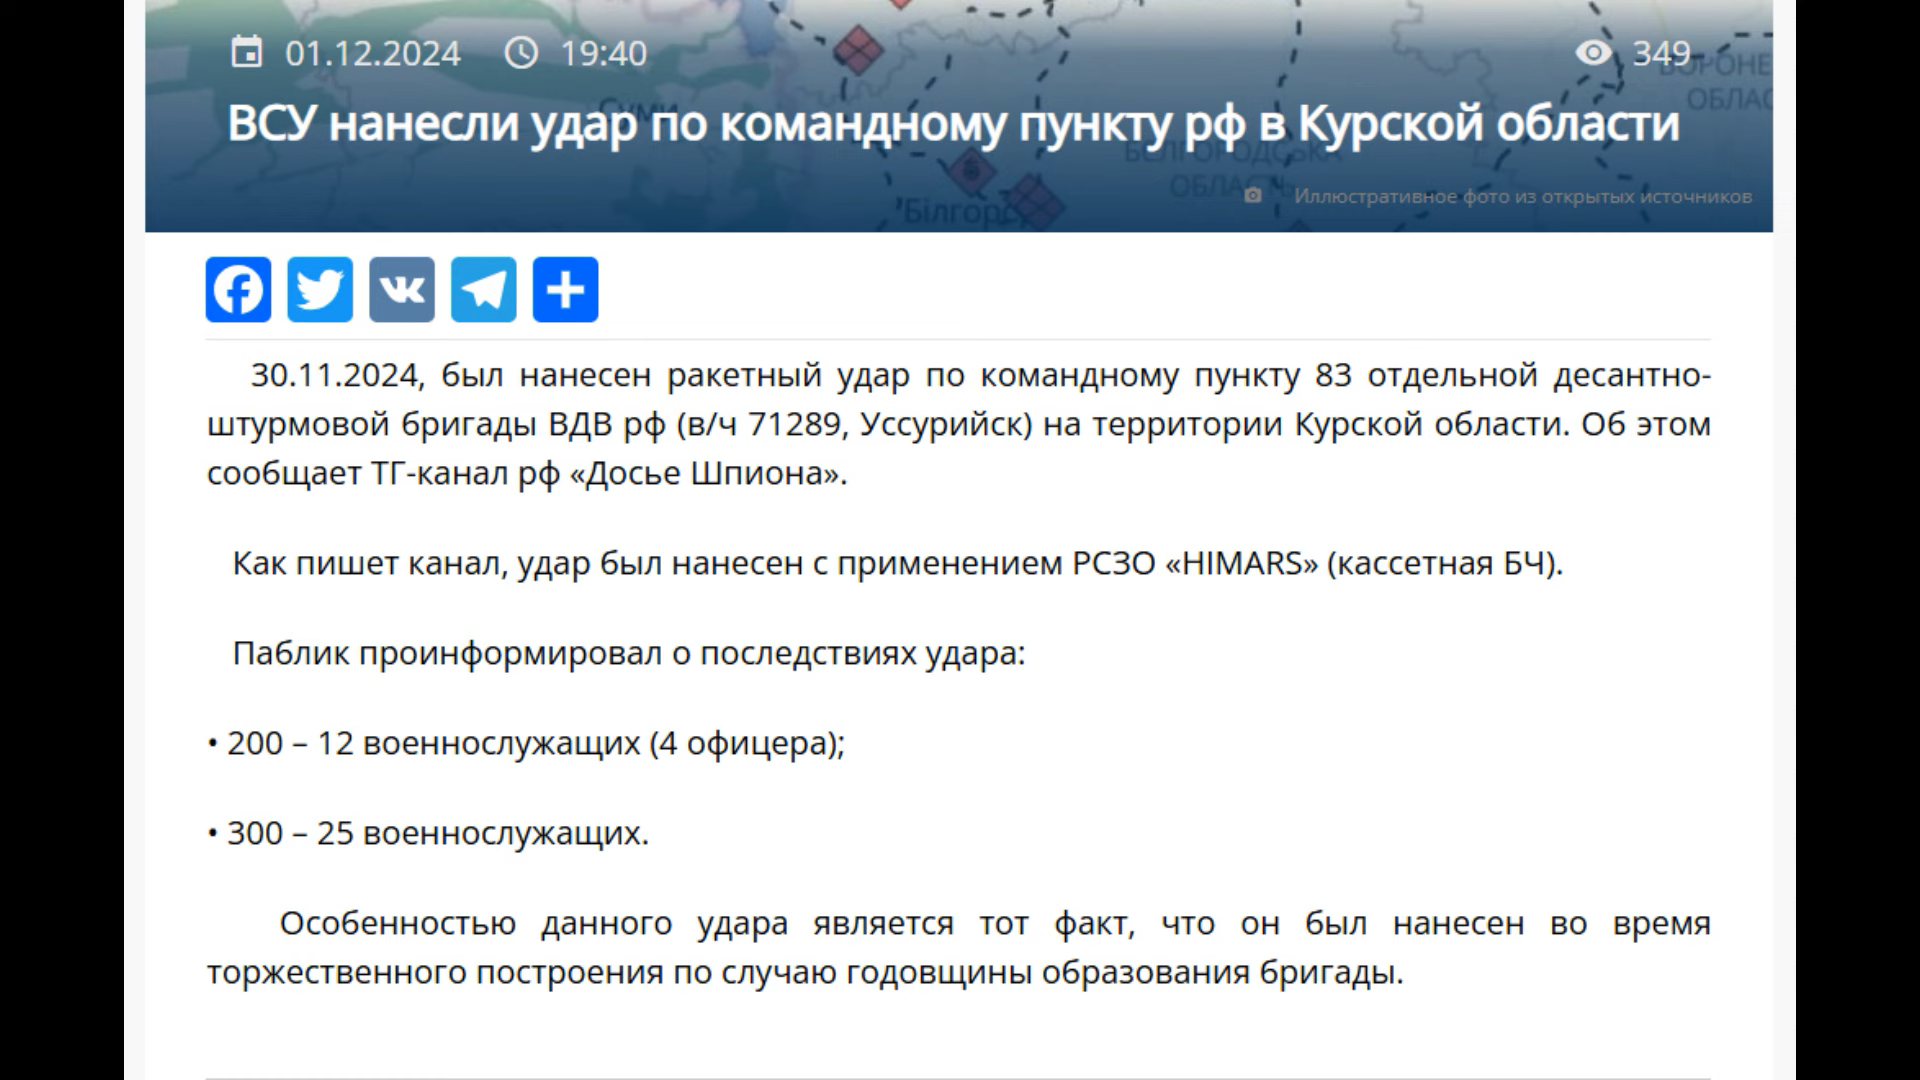 01.12.2024 19:40 349
ВСУ нанесли удар по командному пункту рф в Курской области
Суми
БЄЛГОРОДСЬКА
ОБЛАСТЬ
Иллюстративное фото из открытых источников
30.11.2024, был нанесен ракетный удар по командному пункту 83 отдельной десантно-
штурмовой бригады ВДВ рф (в/ч 71289, Уссурийск) на территории Курской области. Об этом
сообщает ТГ-канал рф «Досье Шпиона».
Как пишет канал, удар был нанесен с применением РСЗО «HIMARS» (кассетная БЧ).
Паблик проинформировал о последствиях удара:
• 200 – 12 военнослужащих (4 офицера);
• 300 – 25 военнослужащих.
Особенностью данного удара является тот факт, что он был нанесен во время
торжественного построения по случаю годовщины образования бригады.